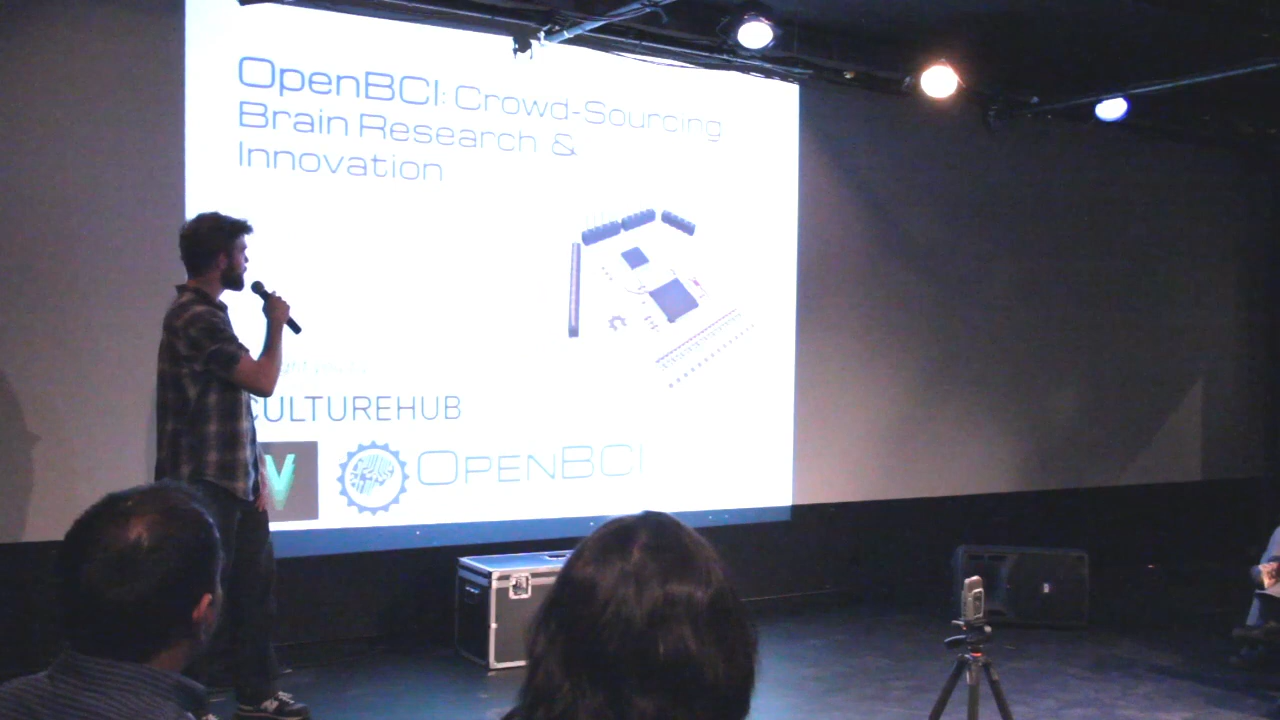 OpenBCI: Crowd-Sourcing
Brain Research &
Innovation
CULTUREHUB
V
OPENBCI